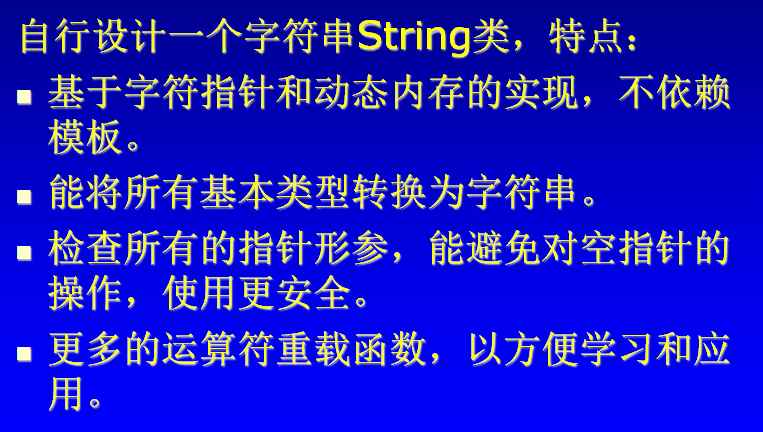 自行设计一个字符串String类，特点：
基于字符指针和动态内存的实现，不依赖
模板。
能将所有基本类型转换为字符串。
检查所有的指针形参，能避免对空指针的
操作，使用更安全。
更多的运算符重载函数，以方便学习和应
用。